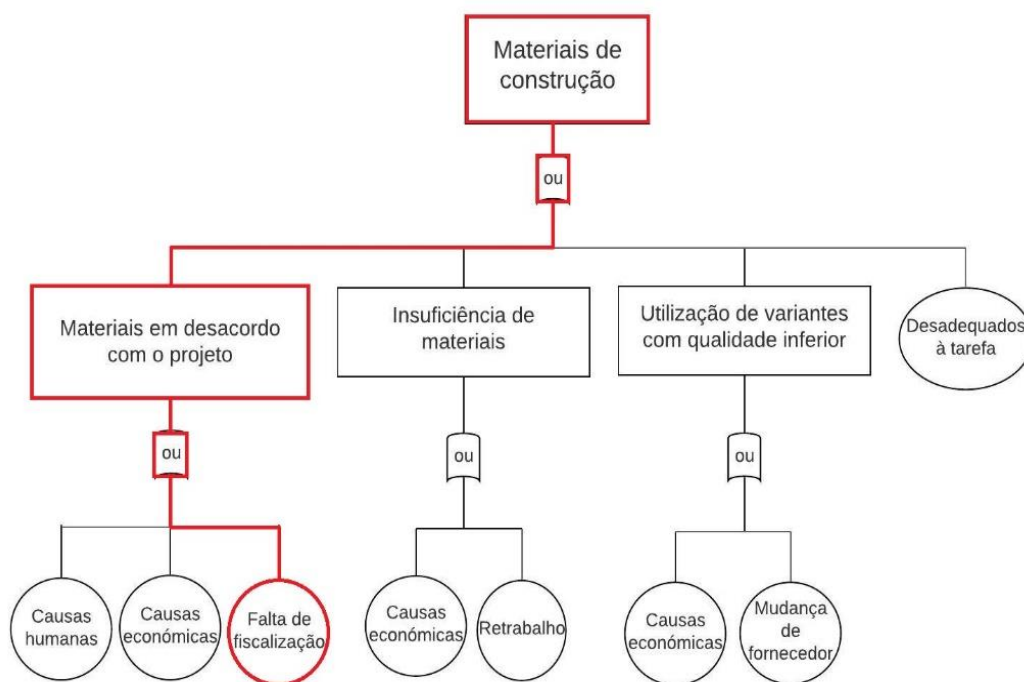 Materiais de
construção
ou
Materiais em desacordo
com o projeto
Insuficiência de
materiais
Utilização de variantes
com qualidade inferior
Desadequados
à tarefa
ou
ou
ou
Causas
humanas
Causas
económicas
Falta de
fiscalização
Causas
económicas
Retrabalho
Causas
económicas
Mudança
de
fornecedor